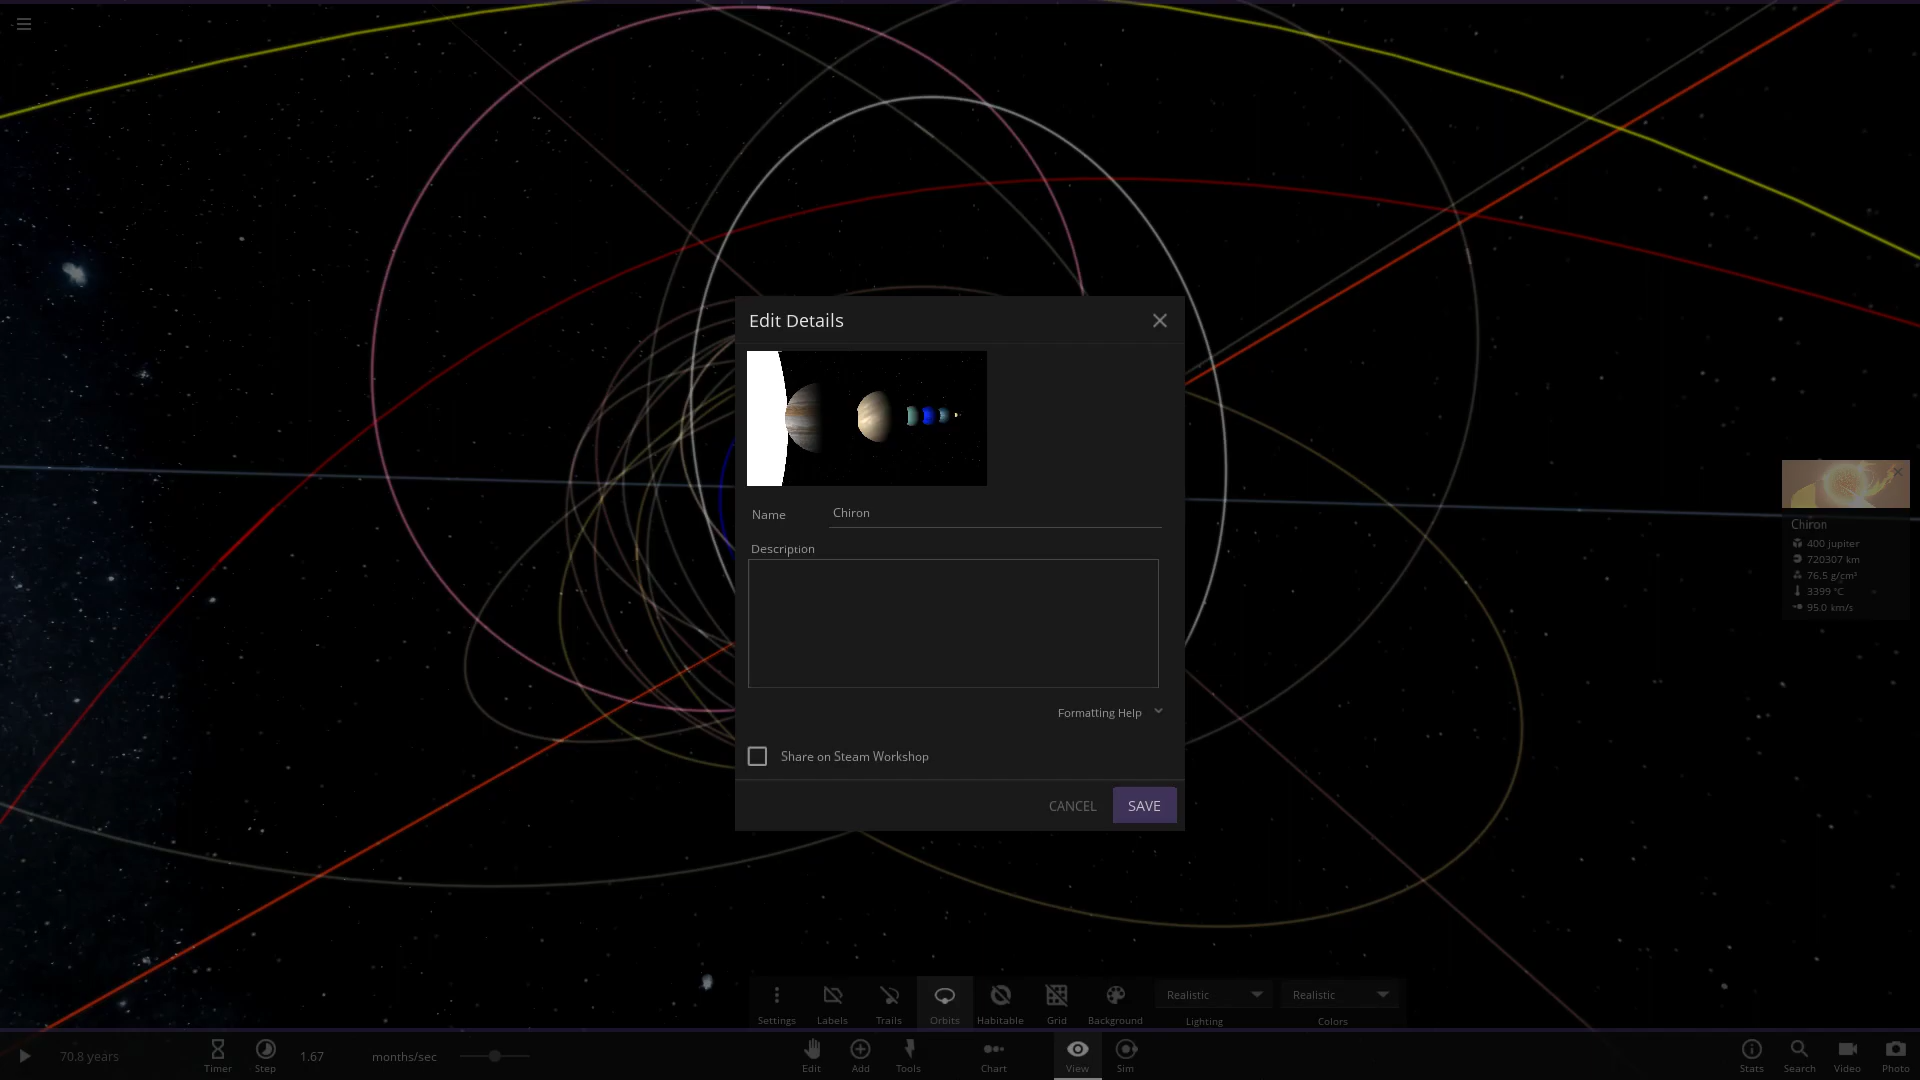 Edit Details
Name Chiron
Description
Formatting Help
Share on Steam Workshop
CANCEL SAVE
Chiron
400 jupiter
720307 km
76.5 g/cm³
3399 °C
95.0 km/s
Settings Labels Trails Orbits Habitable Grid Background
Realistic Realistic
Lighting Colors
70.8 years
Timer Step 1.67 months/sec
Edit Add Tools Chart View Sim
Stats Search Video Photo